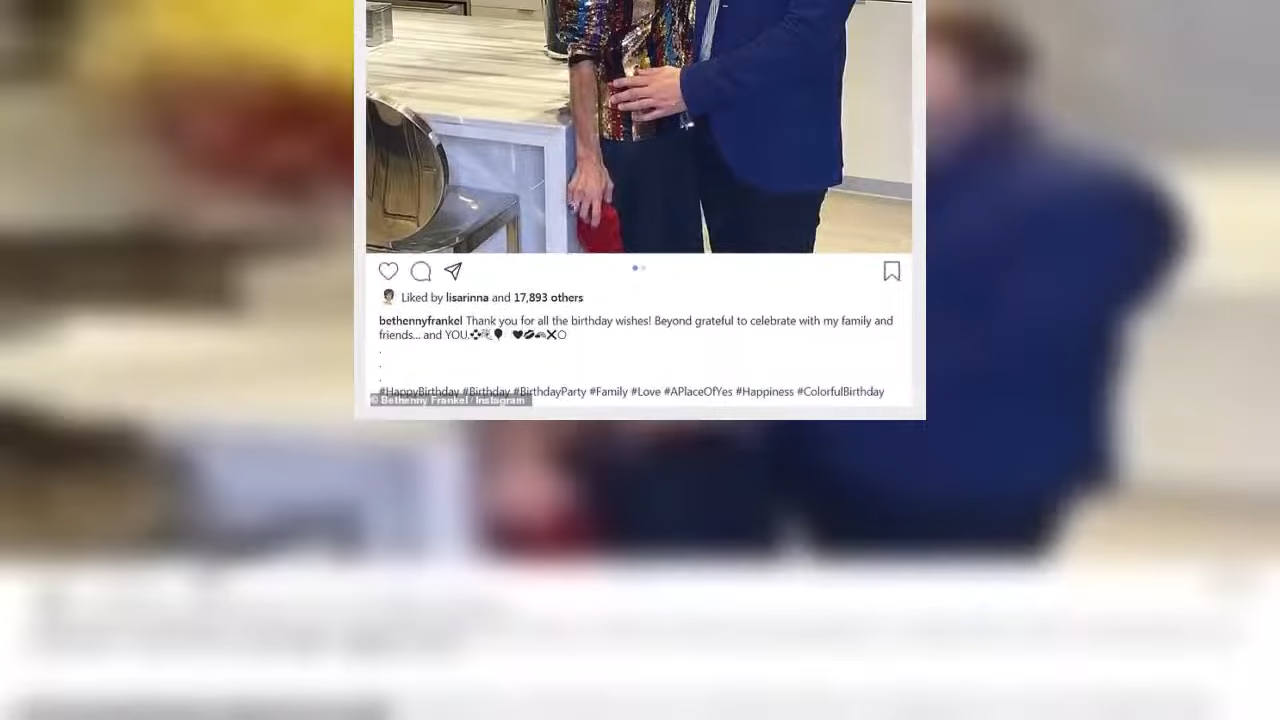 Liked by lisarinna and 17,893 others
bethennyfrankel Thank you for all the birthday wishes! Beyond grateful to celebrate with my family and
friends... and YOU.
.
.
.
#HappyBirthday #Birthday #BirthdayParty #Family #Love #APlaceOfYes #Happiness #ColorfulBirthday
© Bethenny Frankel / Instagram